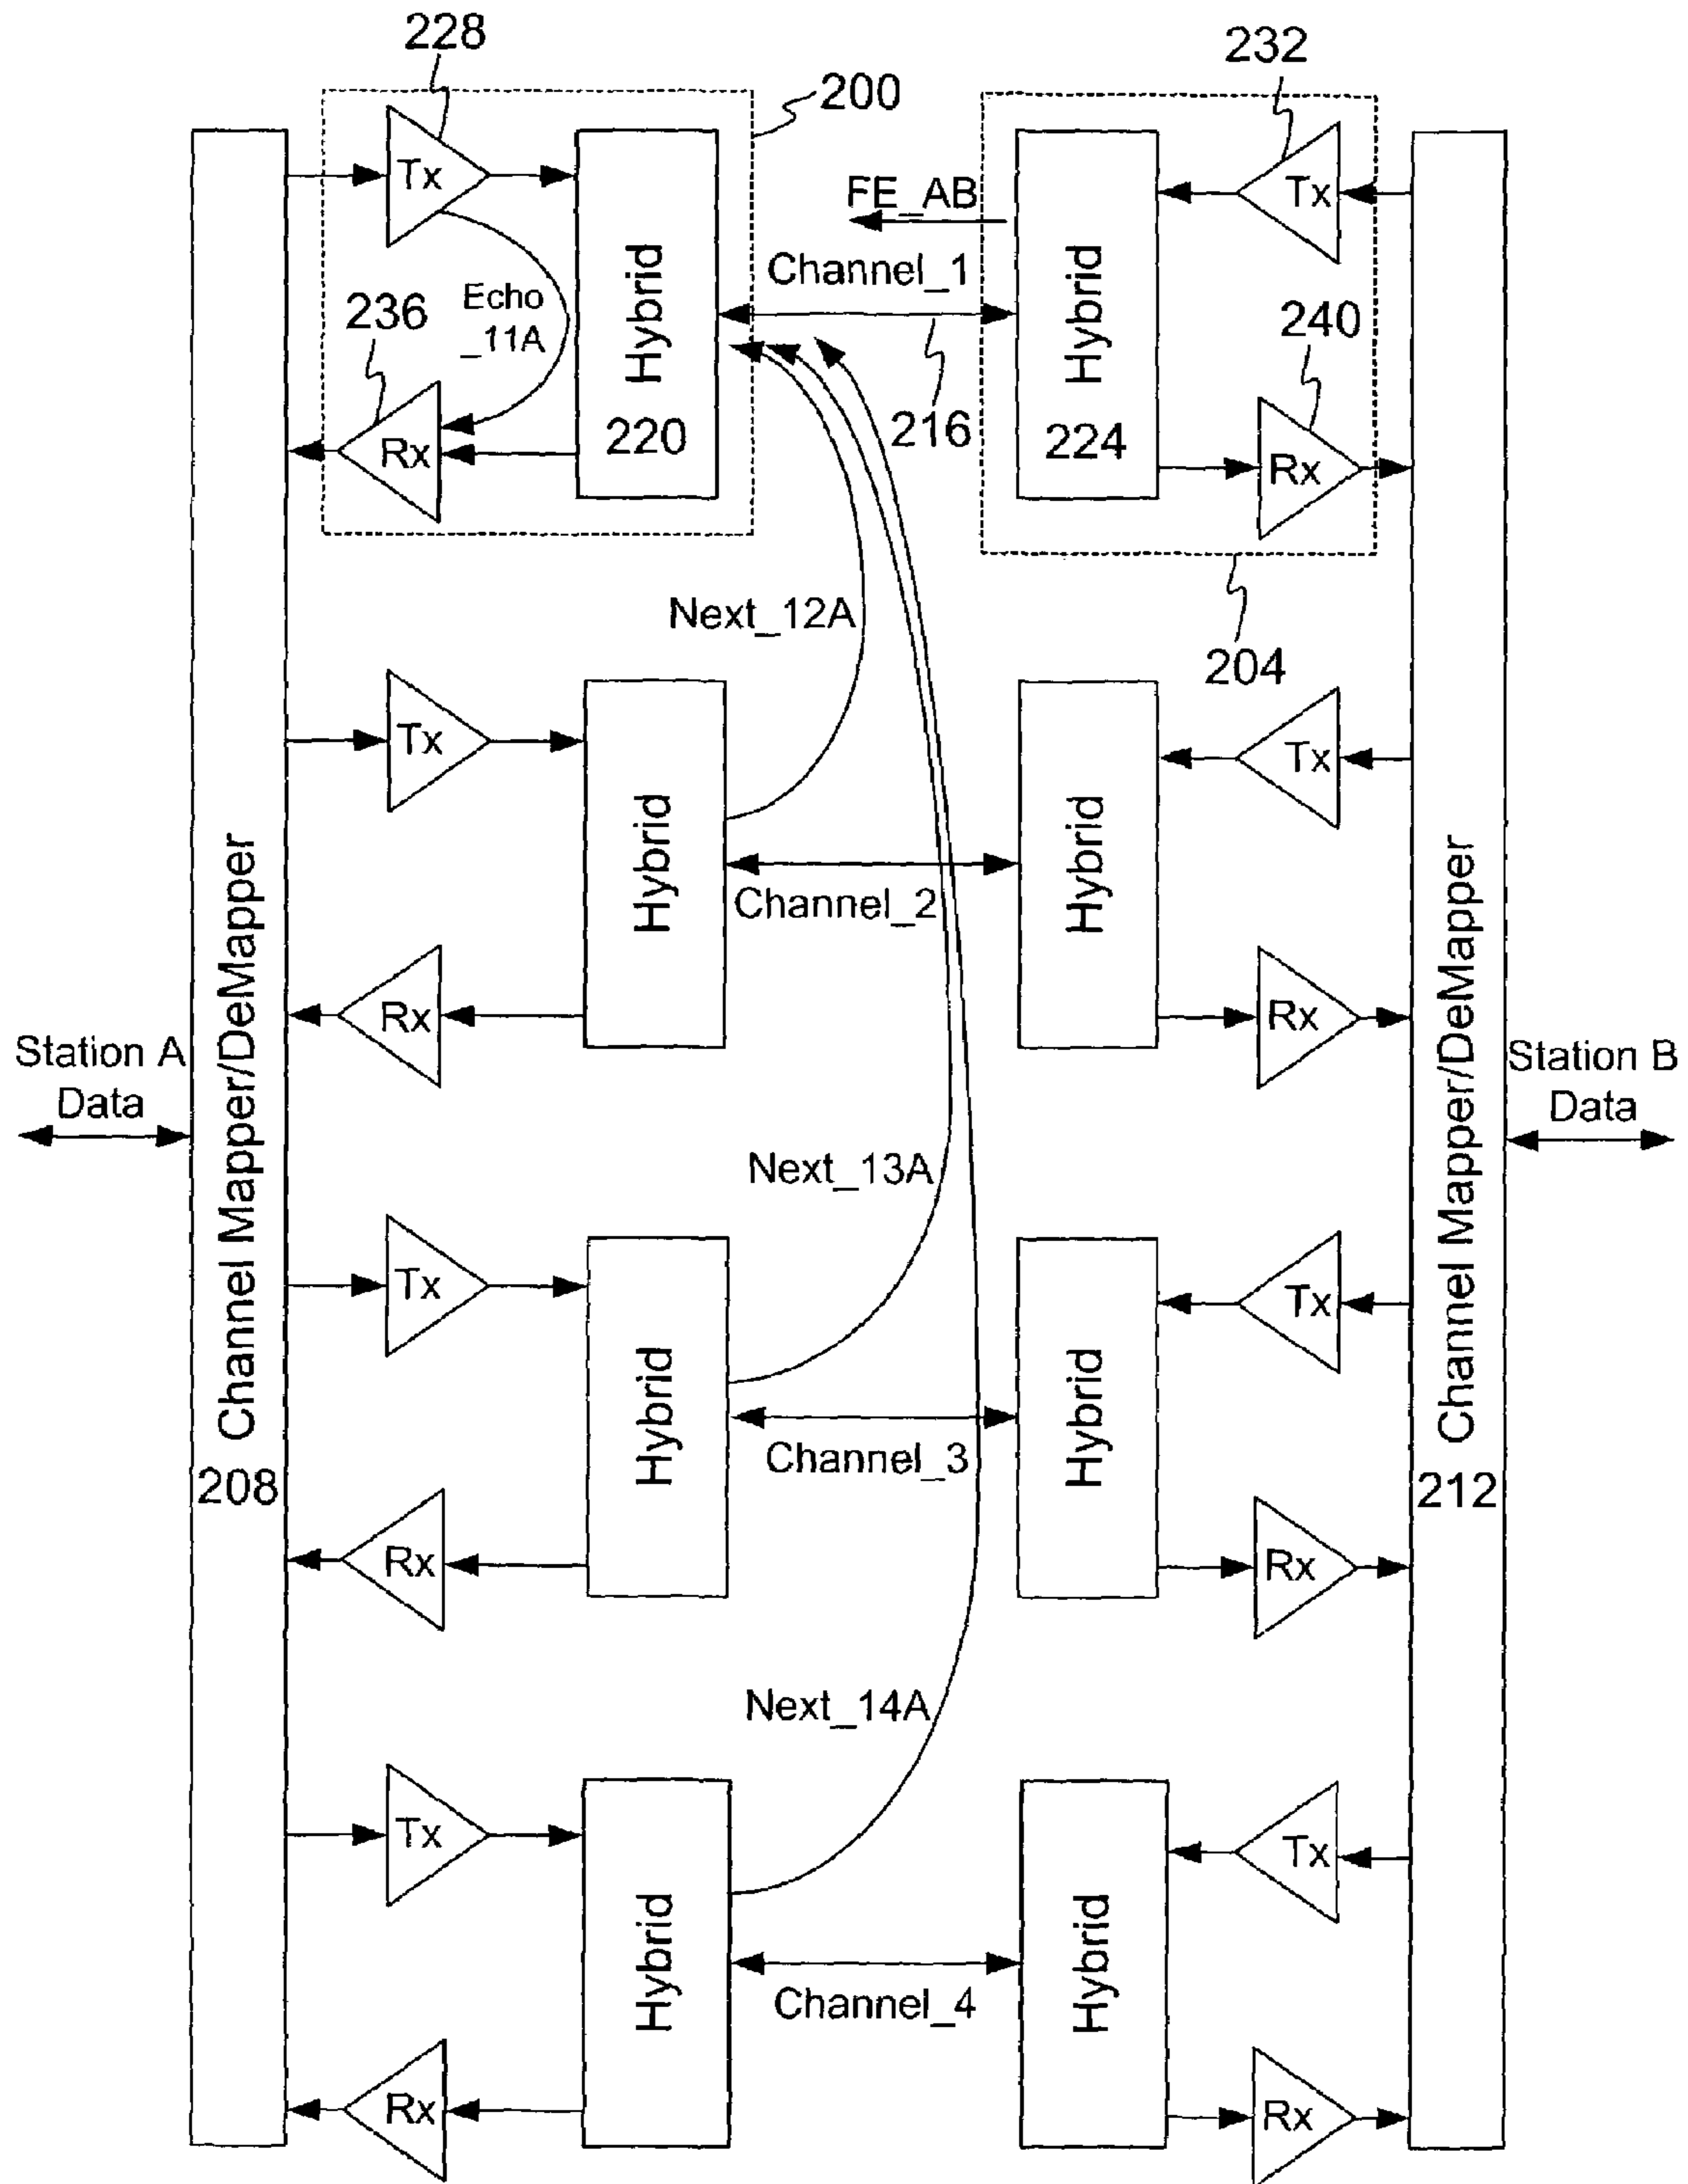 228
232
200
Tx
Tx
FE_AB
Hybrid
220
Hybrid
224
Channel_1
Echo
_11A
236
240
216
Rx
Rx
Next_12A
204
Tx
Tx
Hybrid
Hybrid
Channel_2
Rx
Rx
Channel Mapper/DeMapper
208
Channel Mapper/DeMapper
212
Station A
Data
Station B
Data
Next_13A
Tx
Tx
Hybrid
Hybrid
Channel_3
Rx
Rx
Next_14A
Tx
Tx
Hybrid
Hybrid
Channel_4
Rx
Rx